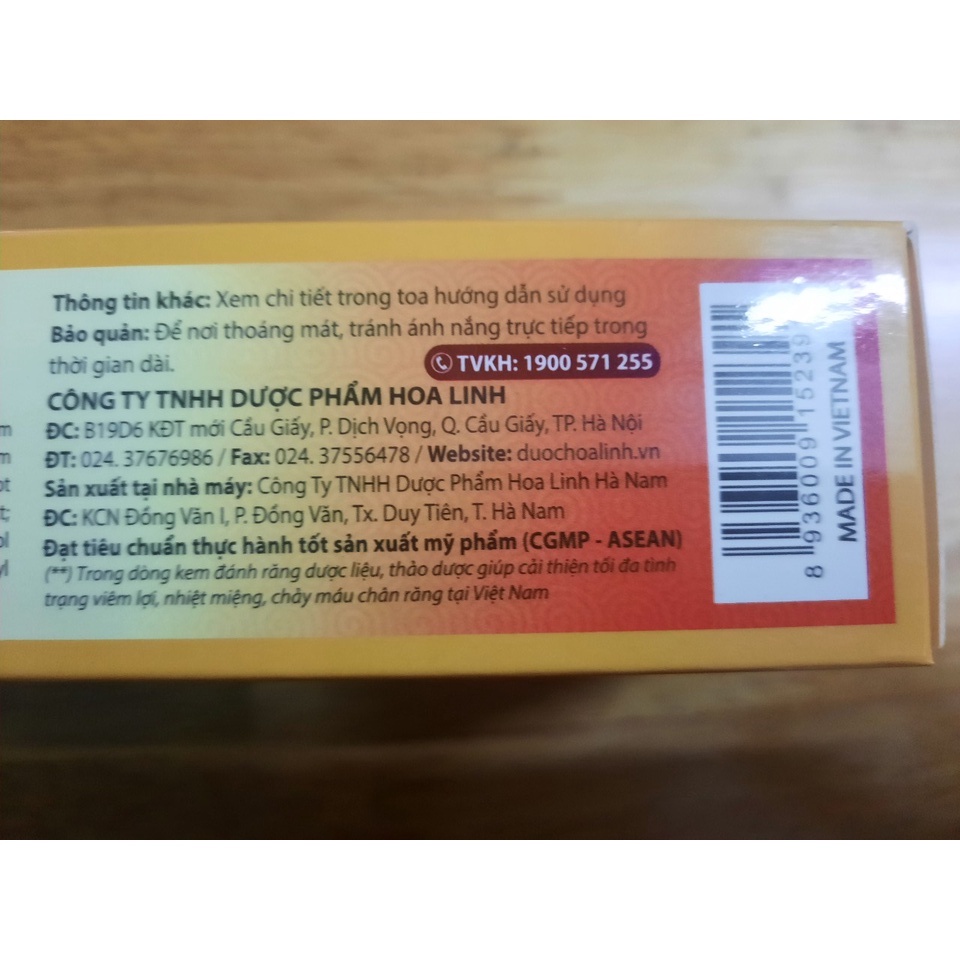 Thông tin khác: Xem chi tiết trong toa hướng dẫn sử dụng
Bảo quản: Để nơi thoáng mát, tránh ánh nắng trực tiếp trong
thời gian dài.
TVKH: 1900 571 255
CÔNG TY TNHH DƯỢC PHẨM HOA LINH
ĐC: B19D6 KĐT mới Cầu Giấy, P. Dịch Vọng, Q. Cầu Giấy, TP. Hà Nội
ĐT: 024. 37676986 / Fax: 024. 37556478 / Website: duochoalinh.vn
Sản xuất tại nhà máy: Công Ty TNHH Dược Phẩm Hoa Linh Hà Nam
ĐC: KCN Đồng Văn I, P. Đồng Văn, Tx. Duy Tiên, T. Hà Nam
Đạt tiêu chuẩn thực hành tốt sản xuất mỹ phẩm (CGMP - ASEAN)
(**) Trong dòng kem đánh răng dược liệu, thảo dược giúp cải thiện tối đa tình
trạng viêm lợi, nhiệt miệng, chảy máu chân răng tại Việt Nam
MADE IN VIETNAM